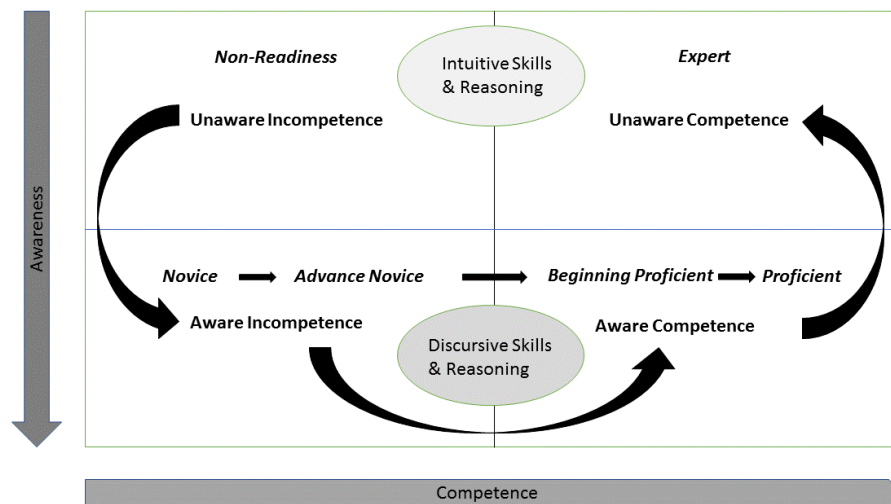 Non-Readiness
Intuitive Skills
& Reasoning
Expert
Unaware Incompetence
Unaware Competence
Awareness
Novice
Advance Novice
Beginning Proficient
Proficient
Aware Incompetence
Aware Competence
Discursive Skills
& Reasoning
Competence